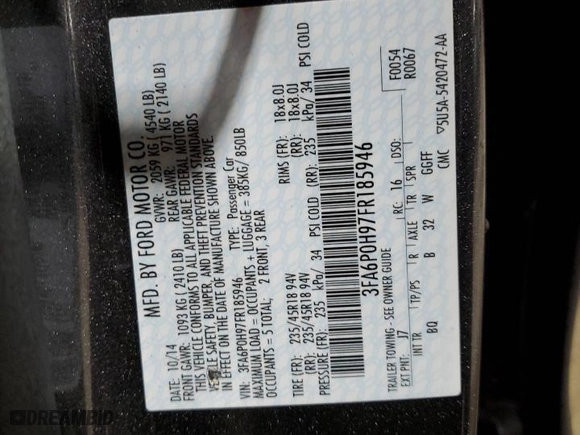 MFD. BY FORD MOTOR CO.
DATE: 10/14 GVWR: 2059 KG ( 4540 LB)
FRONT GAWR: 1093 KG (2410 LB) REAR GAWR: 971 KG ( 2140 LB)
THIS VEHICLE CONFORMS TO ALL APPLICABLE FEDERAL MOTOR
VEHICLE SAFETY, BUMPER, AND THEFT PREVENTION STANDARDS
IN EFFECT ON THE DATE OF MANUFACTURE SHOWN ABOVE.
VIN: 3FA6P0H97FR185946 TYPE: Passenger Car
MAXIMUM LOAD = OCCUPANTS + LUGGAGE = 385KG/ 850LB
OCCUPANTS = 5 TOTAL: 2 FRONT, 3 REAR
TIRE (FR): 235/45R18 94V RIMS (FR): 18x8.0J
(RR): 235/45R18 94V (RR): 18x8.0J
PRESSURE (FR): 235 kPa/ 34 PSI COLD (RR): 235 kPa/ 34 PSI COLD
3FA6P0H97FR185946
F0054
R0067
TRAILER TOWING - SEE OWNER GUIDE
EXT PNT: J7 RC: 16 DSO:
INT TR TP/PS R AXLE TR SPR
BQ B 32 W GGFF
CMC ▽5U5A-5420472-AA
DREAMBID